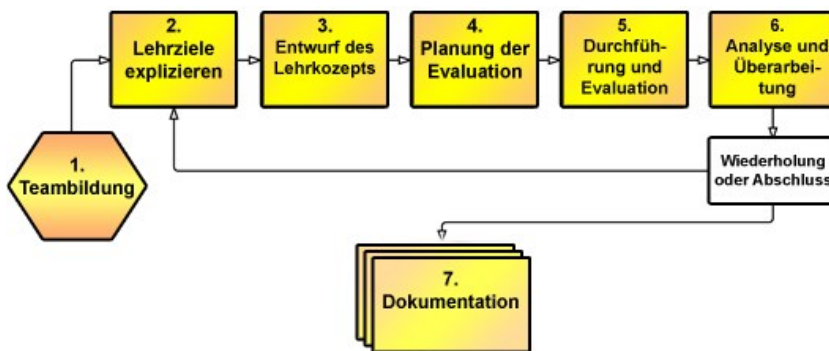 1.
Teambildung
2.
Lehrziele
explizieren
3.
Entwurf des
Lehrkozepts
4.
Planung der
Evaluation
5.
Durchfüh-
rung und
Evaluation
6.
Analyse und
Überarbei-
tung
Wiederholung
oder Abschluss
7.
Dokumentation